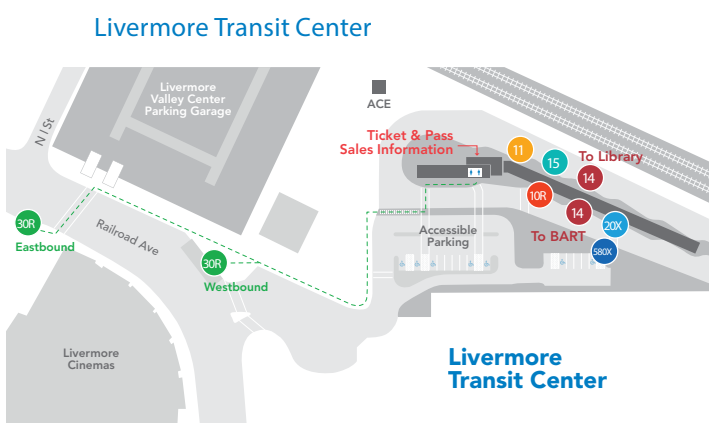 Livermore Transit Center
Livermore
Valley Center
Parking Garage
N I St
ACE
Ticket & Pass
Sales Information
11
15
To Library
14
10R
14
To BART
20X
580X
Accessible
Parking
30R
Eastbound
Railroad Ave
30R
Westbound
Livermore
Cinemas
Livermore
Transit Center